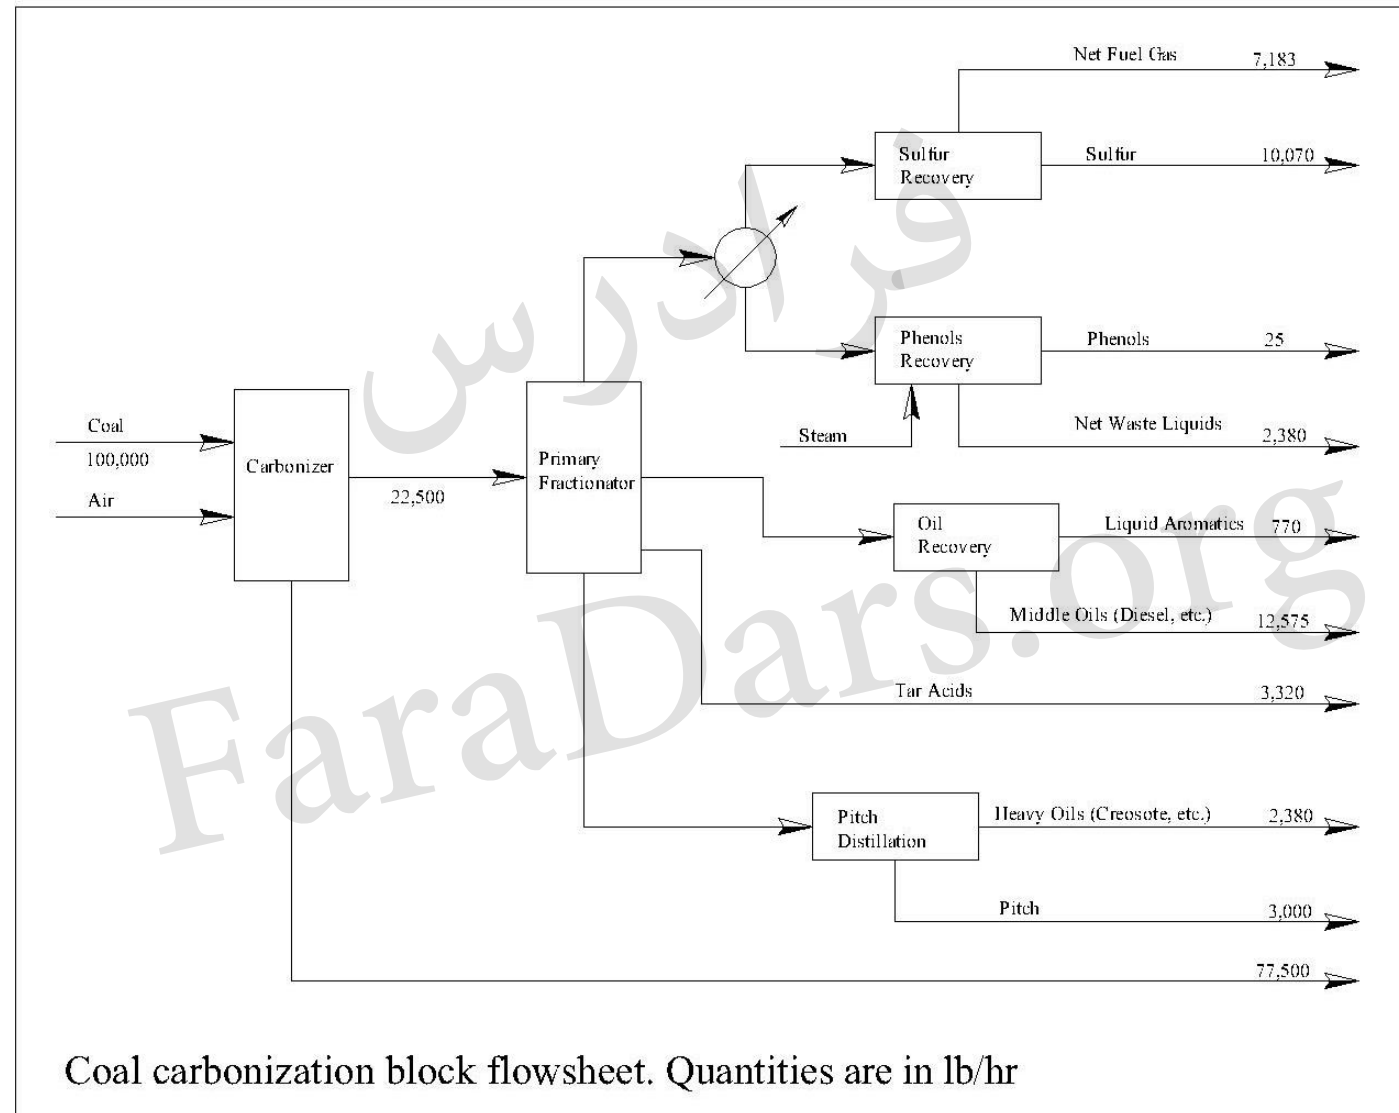 Net Fuel Gas 7,183
Sulfur
Recovery
Sulfur 10,070
Phenols
Recovery
Phenols 25
Steam
Net Waste Liquids 2,380
Coal
100,000
Air
Carbonizer
22,500
Primary
Fractionator
Oil
Recovery
Liquid Aromatics 770
Middle Oils (Diesel, etc.) 12,575
Tar Acids 3,320
Pitch
Distillation
Heavy Oils (Creosote, etc.) 2,380
Pitch 3,000
77,500
Coal carbonization block flowsheet. Quantities are in lb/hr
فرادرس
FaraDars.org